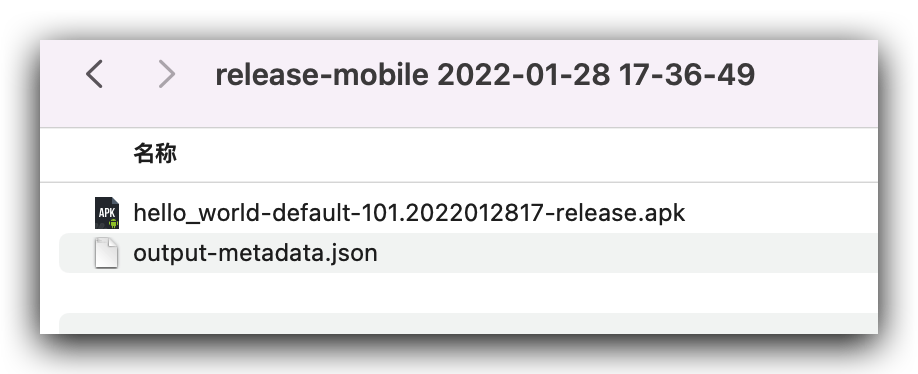 release-mobile 2022-01-28 17-36-49
名称
APK hello_world-default-101.2022012817-release.apk
output-metadata.json